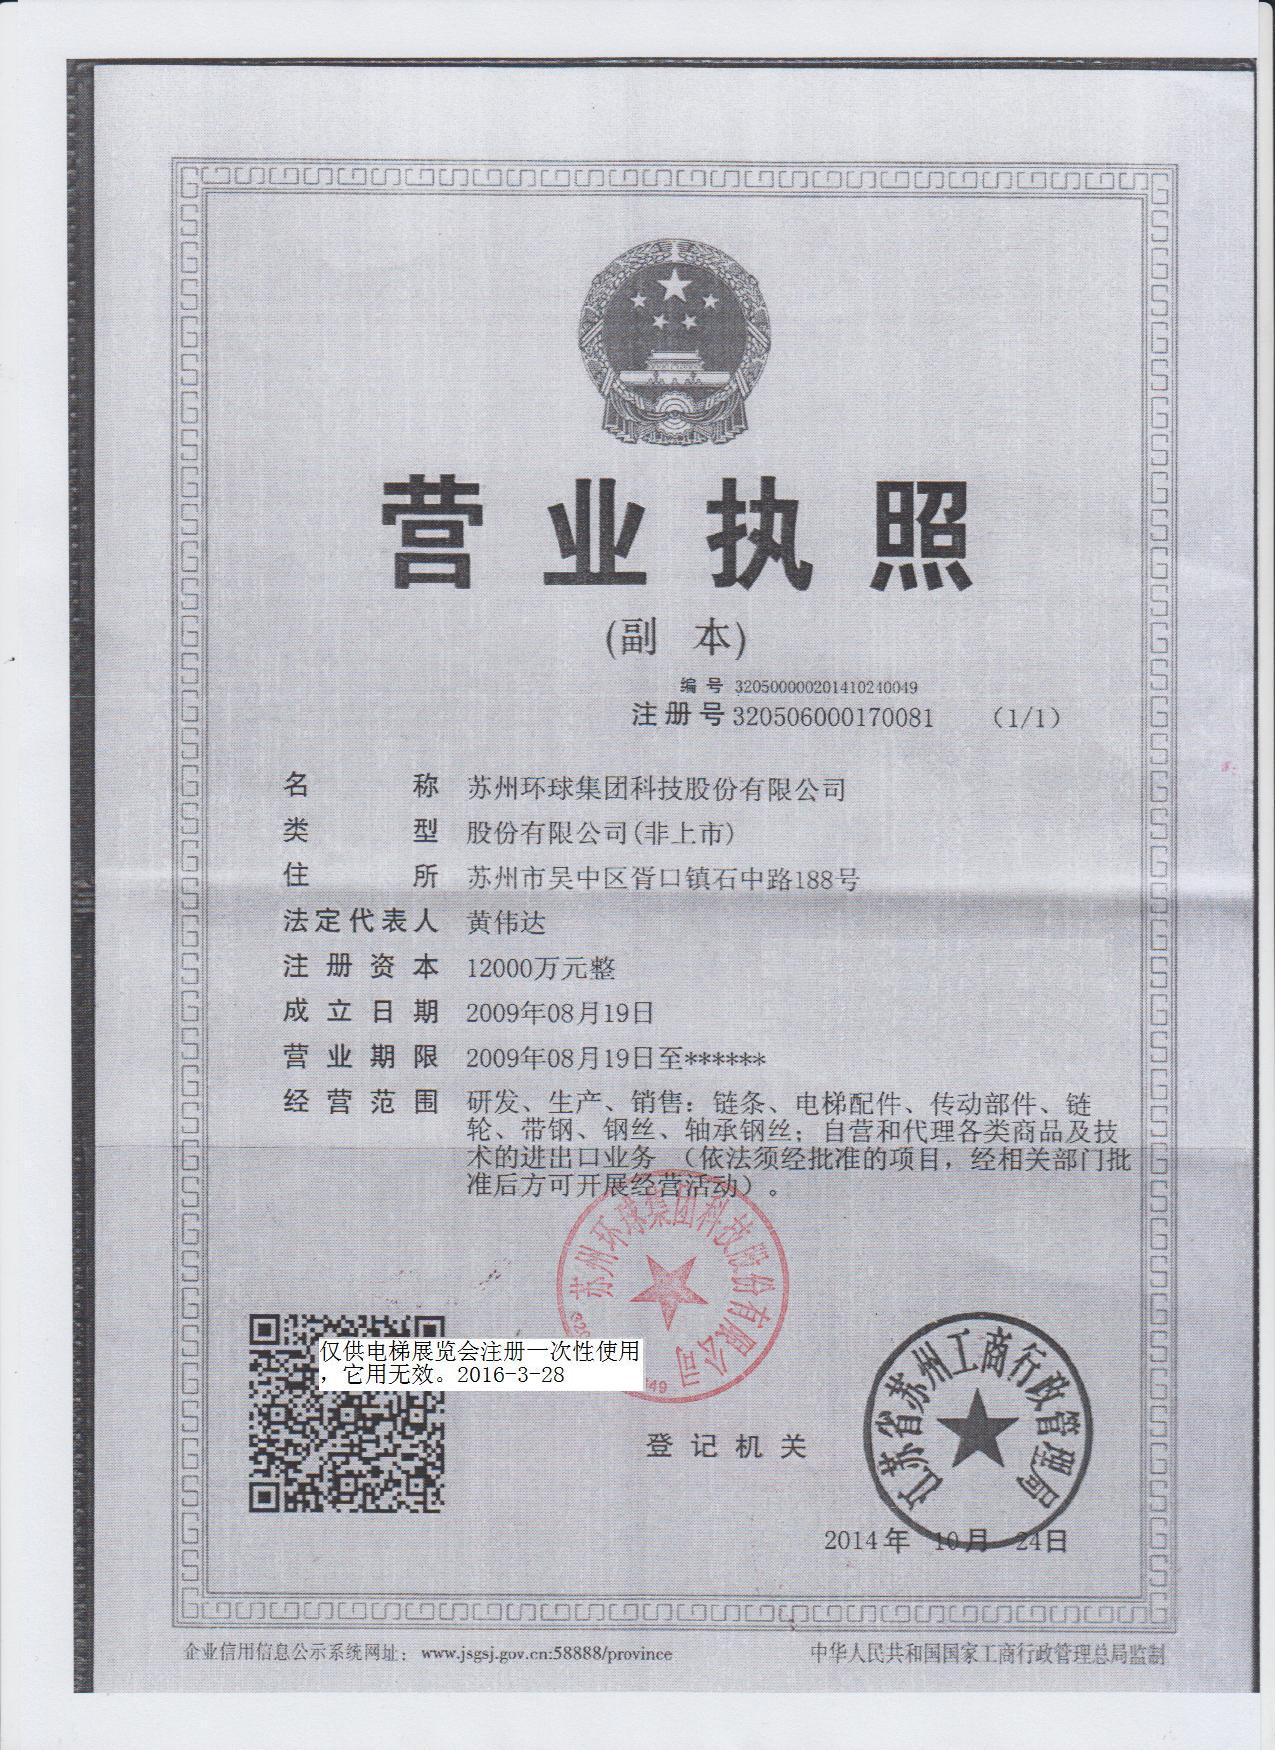 营业执照
(副 本)
编 号 320500000201410240049
注册号 320506000170081 (1/1)
名 称 苏州环球集团科技股份有限公司
类 型 股份有限公司(非上市)
住 所 苏州市吴中区胥口镇石中路188号
法定代表人 黄伟达
注 册 资 本 12000万元整
成 立 日 期 2009年08月19日
营 业 期 限 2009年08月19日至******
经 营 范 围 研发、生产、销售：链条、电梯配件、传动部件、链
轮、带钢、钢丝、轴承钢丝；自营和代理各类商品及技
术的进出口业务 （依法须经批准的项目，经相关部门批
准后方可开展经营活动）。
苏州环球集团科技股份有限公司
仅供电梯展览会注册一次性使用
，它用无效。2016-3-28
江苏省苏州工商行政管理局
登 记 机 关
2014年 10月 24日
企业信用信息公示系统网址：www.jsgsj.gov.cn:58888/province
中华人民共和国国家工商行政管理总局监制